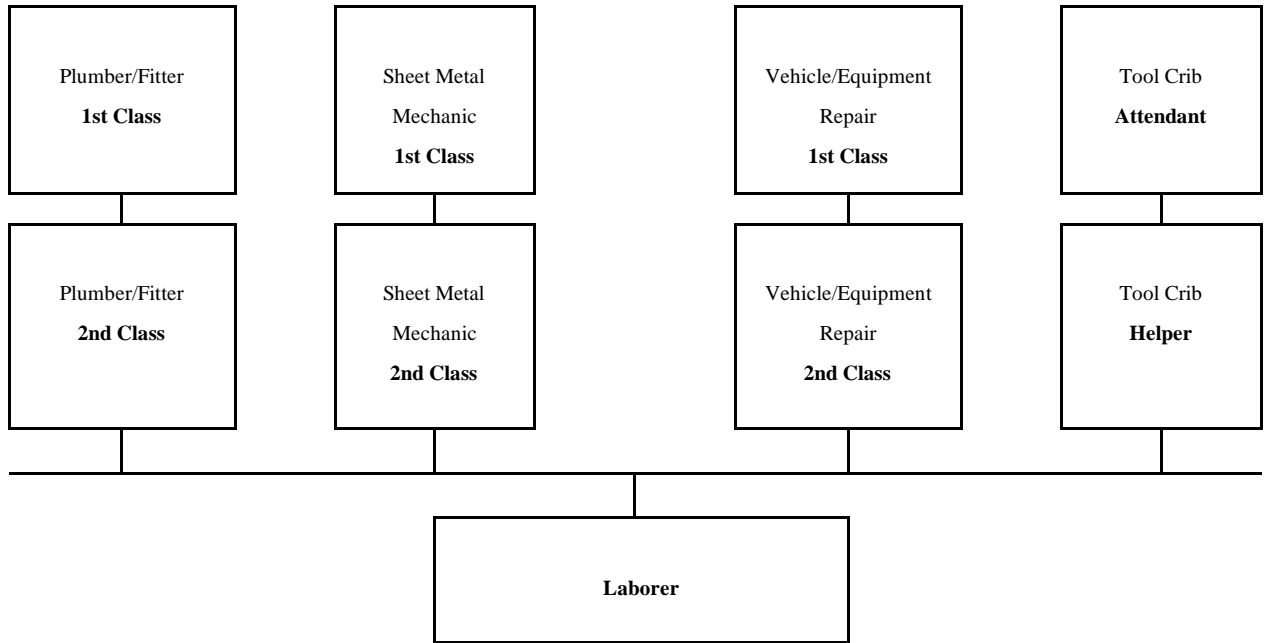 Plumber/Fitter
1st Class
Sheet Metal
Mechanic
1st Class
Vehicle/Equipment
Repair
1st Class
Tool Crib
Attendant
Plumber/Fitter
2nd Class
Sheet Metal
Mechanic
2nd Class
Vehicle/Equipment
Repair
2nd Class
Tool Crib
Helper
Laborer